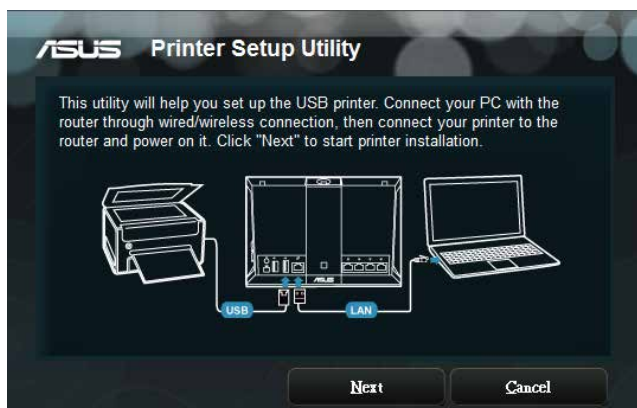 ASUS Printer Setup Utility
This utility will help you set up the USB printer. Connect your PC with the
router through wired/wireless connection, then connect your printer to the
router and power on it. Click "Next" to start printer installation.
ASUS
USB
LAN
Next
Cancel